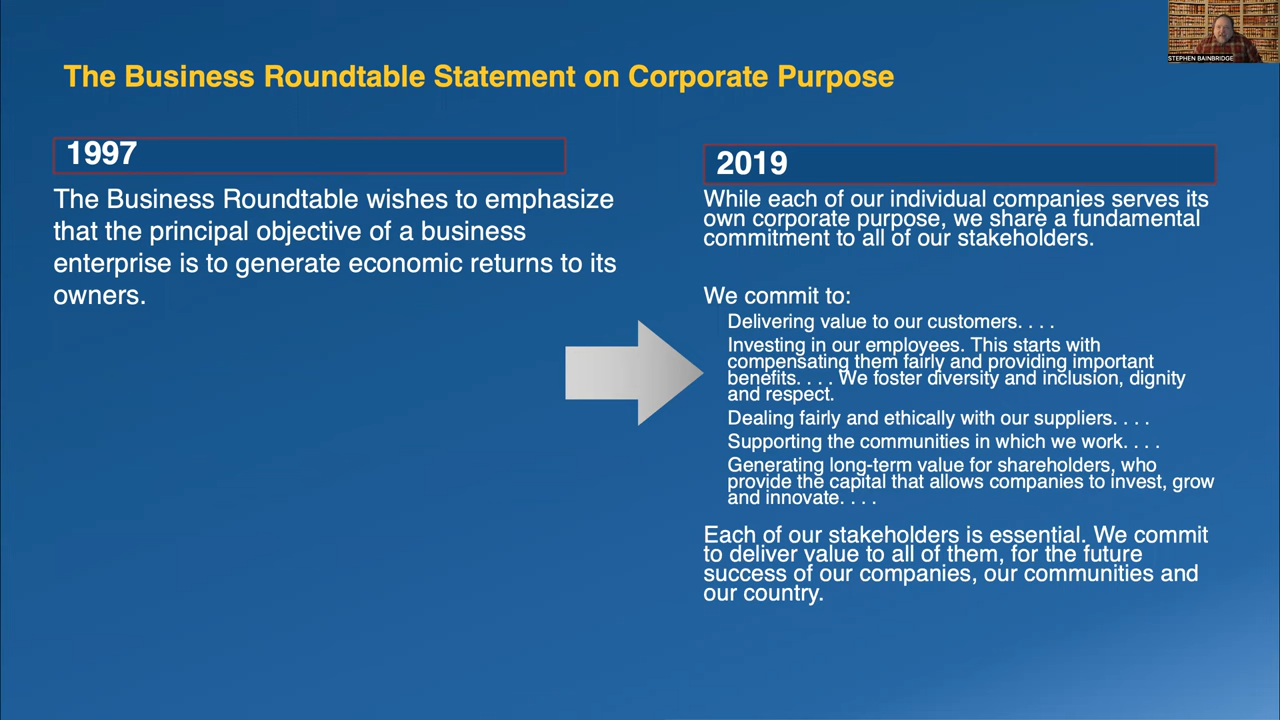 STEPHEN BAINBRIDGE
The Business Roundtable Statement on Corporate Purpose
1997
The Business Roundtable wishes to emphasize
that the principal objective of a business
enterprise is to generate economic returns to its
owners.
2019
While each of our individual companies serves its
own corporate purpose, we share a fundamental
commitment to all of our stakeholders.
We commit to:
Delivering value to our customers. . . .
Investing in our employees. This starts with
compensating them fairly and providing important
benefits. . . . We foster diversity and inclusion, dignity
and respect.
Dealing fairly and ethically with our suppliers. . . .
Supporting the communities in which we work. . . .
Generating long-term value for shareholders, who
provide the capital that allows companies to invest, grow
and innovate. . . .
Each of our stakeholders is essential. We commit
to deliver value to all of them, for the future
success of our companies, our communities and
our country.